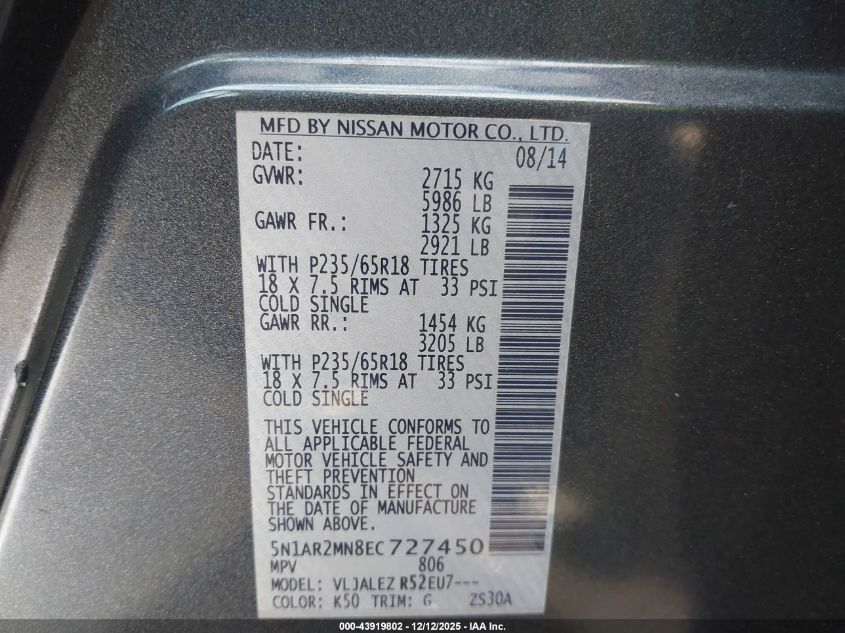 MFD BY NISSAN MOTOR CO., LTD.
DATE: 08/14
GVWR: 2715 KG
5986 LB
GAWR FR.: 1325 KG
2921 LB
WITH P235/65R18 TIRES
18 X 7.5 RIMS AT 33 PSI
COLD SINGLE
GAWR RR.: 1454 KG
3205 LB
WITH P235/65R18 TIRES
18 X 7.5 RIMS AT 33 PSI
COLD SINGLE
THIS VEHICLE CONFORMS TO
ALL APPLICABLE FEDERAL
MOTOR VEHICLE SAFETY AND
THEFT PREVENTION
STANDARDS IN EFFECT ON
THE DATE OF MANUFACTURE
SHOWN ABOVE.
5N1AR2MN8EC727450
MPV 806
MODEL: VLJALEZ R52EU7---
COLOR: K50 TRIM: G ZS30A
000-43919802 - 12/12/2025 - IAA Inc.